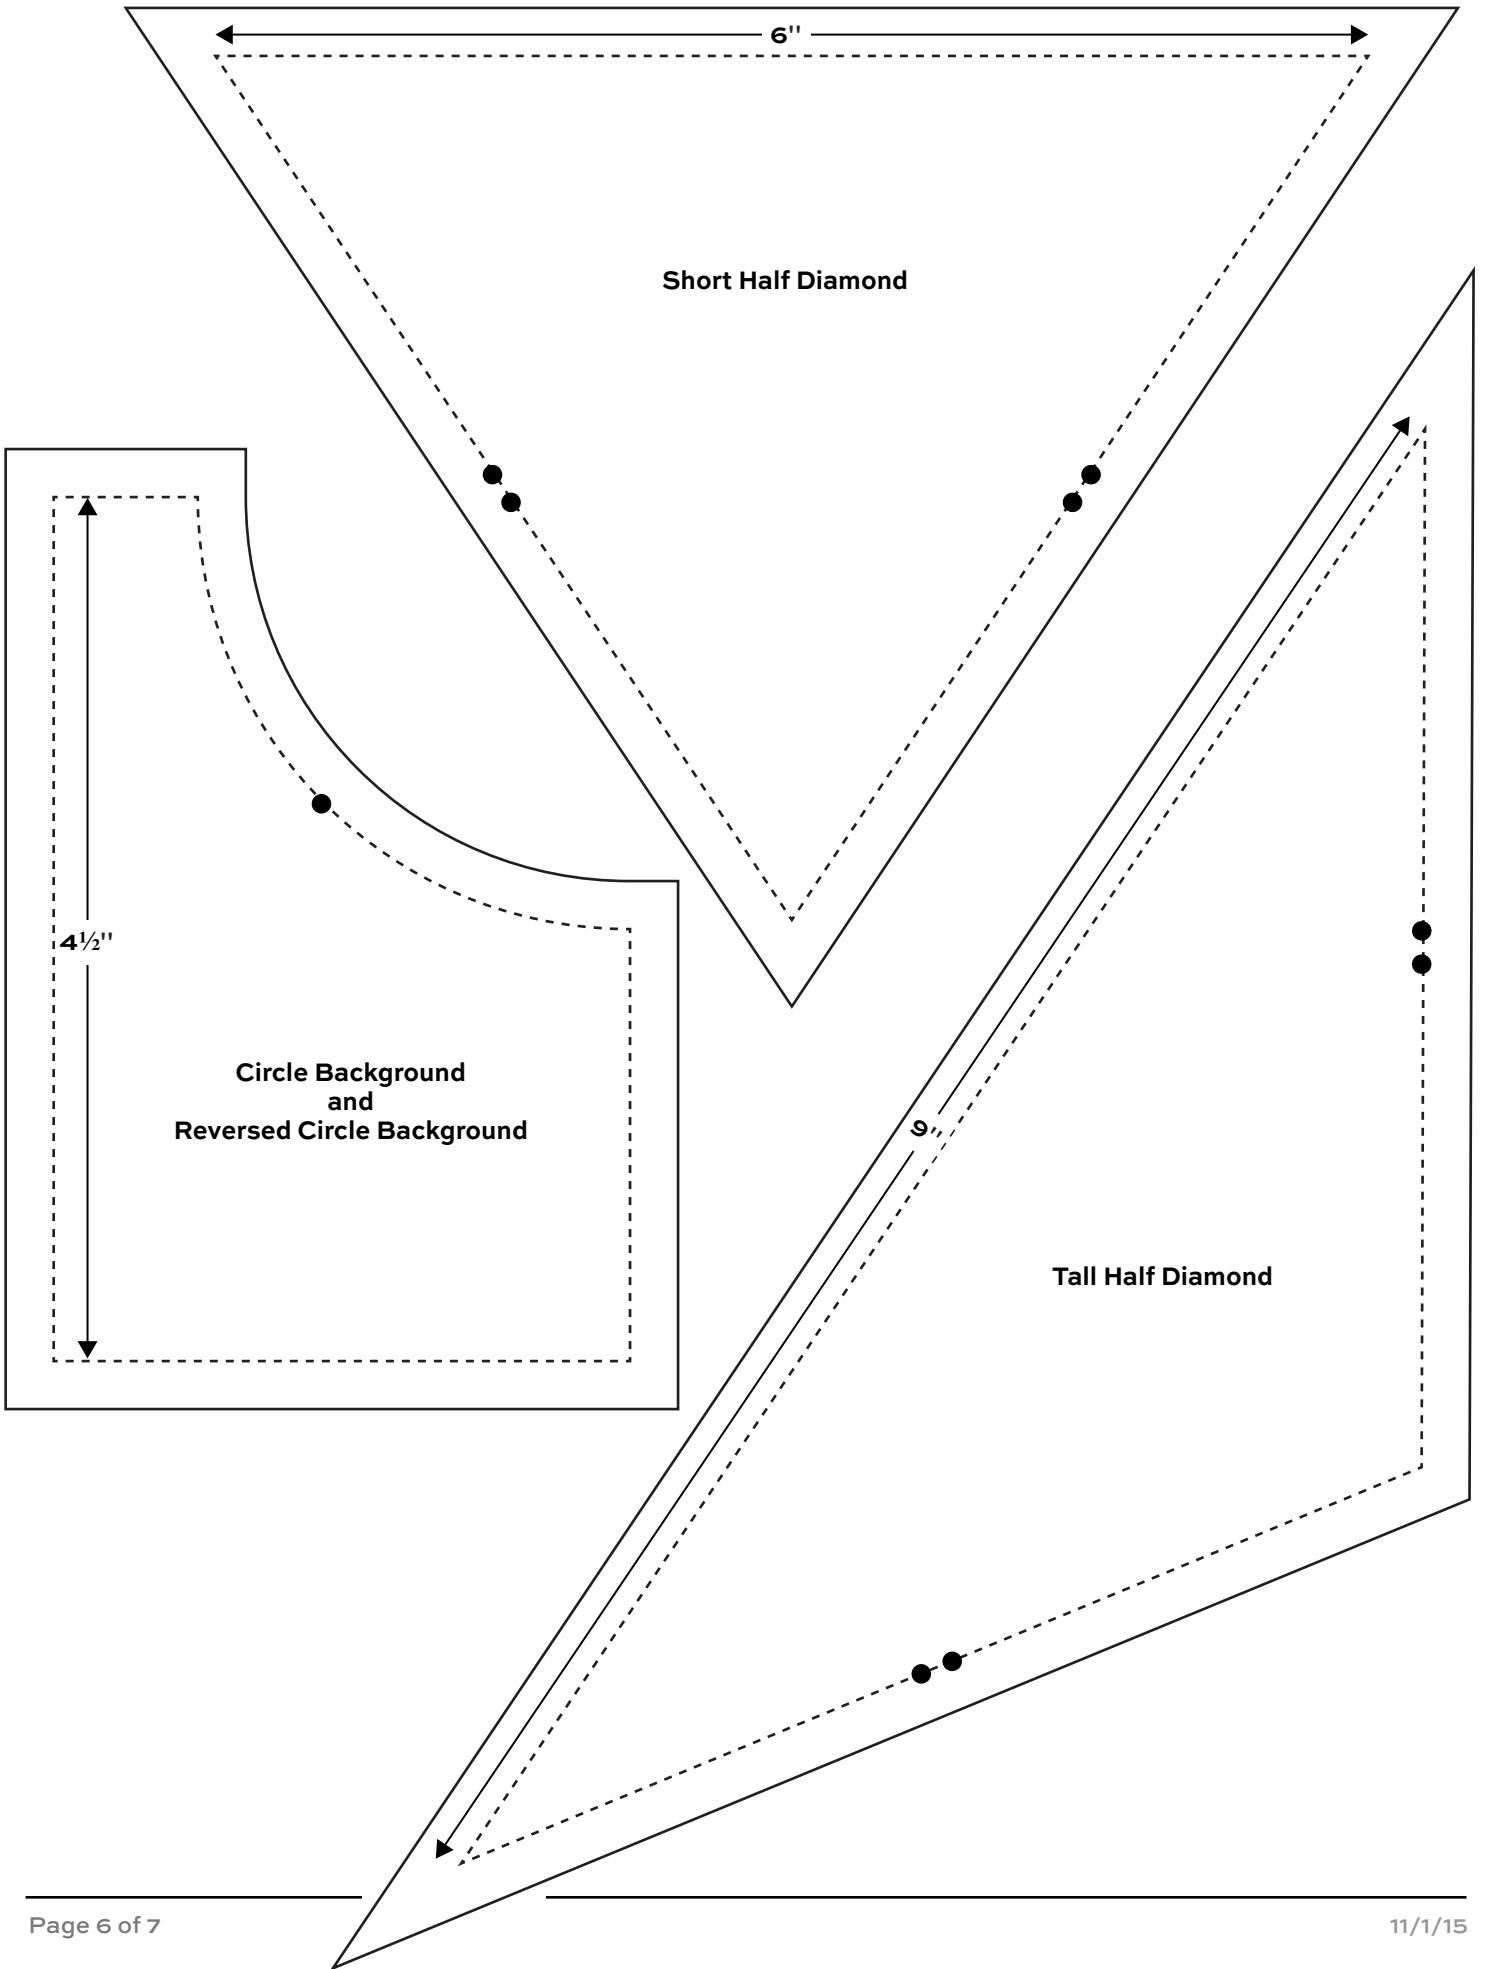 6"
Short Half Diamond
4½"
Circle Background
and
Reversed Circle Background
9"
Tall Half Diamond
Page 6 of 7
11/1/15